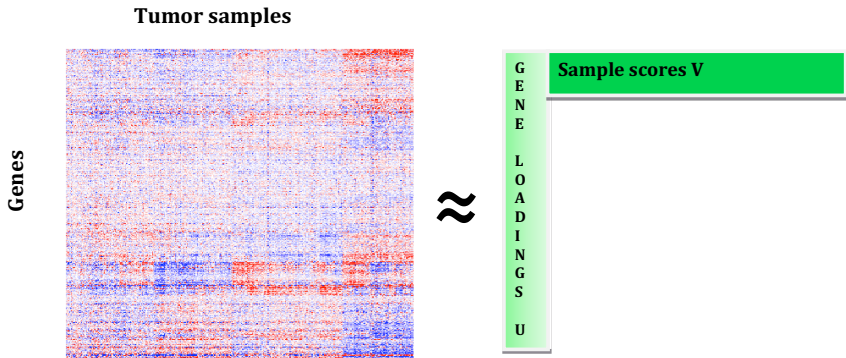 Tumor samples
Genes
≈
GENE LOADINGS U
Sample scores V